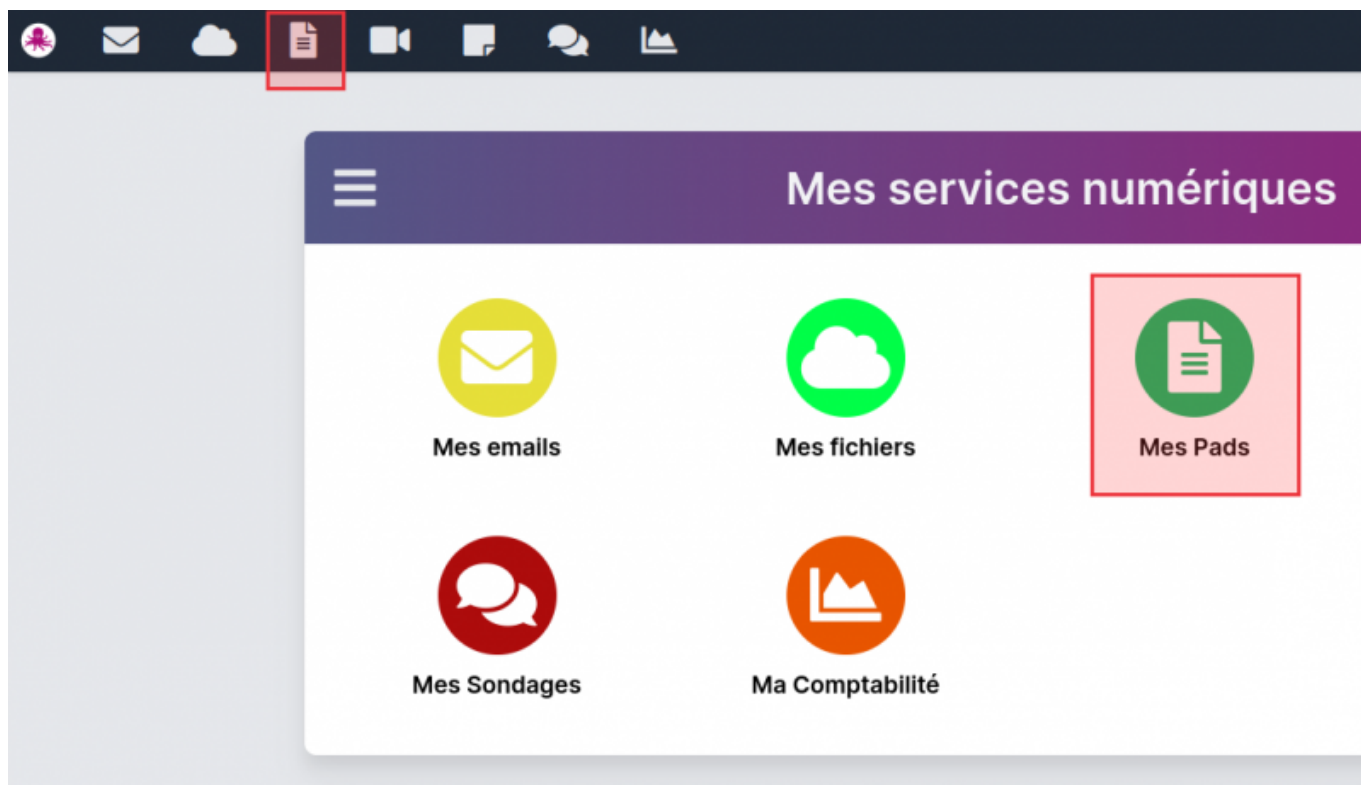 Mes services numériques
Mes emails
Mes fichiers
Mes Pads
Mes Sondages
Ma Comptabilité